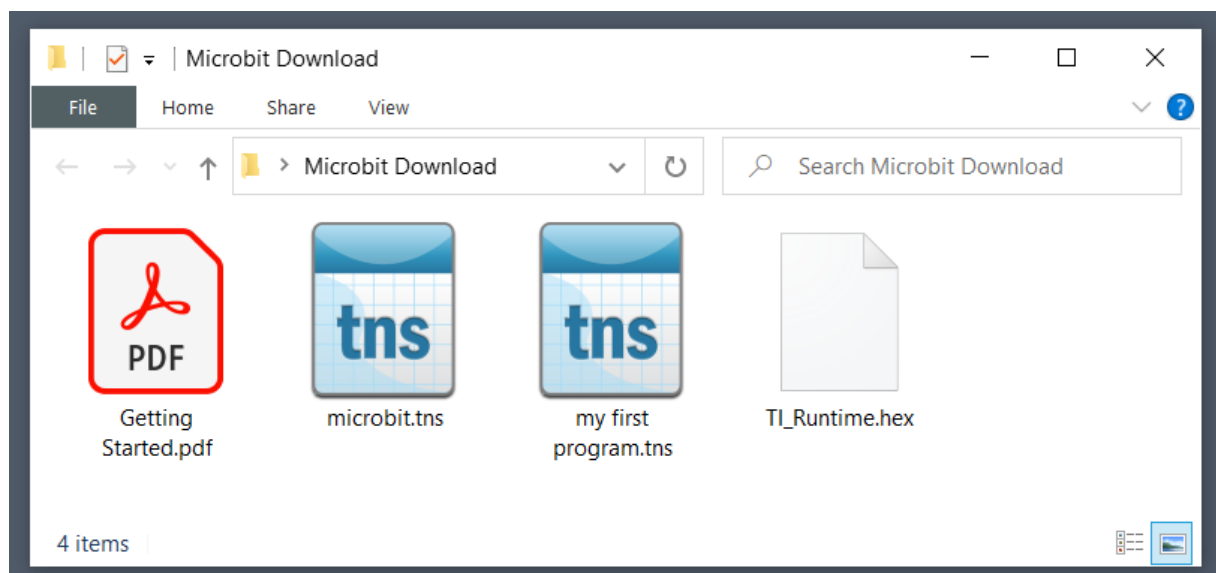 Microbit Download
File Home Share View
?
Microbit Download
Search Microbit Download
PDF
tns
tns
Getting
Started.pdf
microbit.tns
my first
program.tns
TI_Runtime.hex
4 items